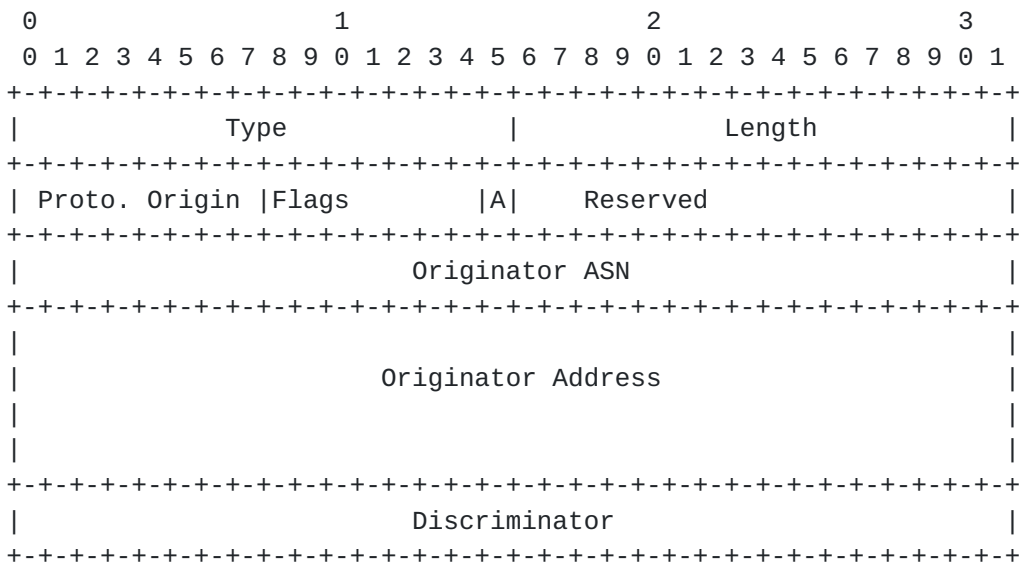 0                   1                   2                   3
 0 1 2 3 4 5 6 7 8 9 0 1 2 3 4 5 6 7 8 9 0 1 2 3 4 5 6 7 8 9 0 1
+-+-+-+-+-+-+-+-+-+-+-+-+-+-+-+-+-+-+-+-+-+-+-+-+-+-+-+-+-+-+-+-+
|             Type              |             Length            |
+-+-+-+-+-+-+-+-+-+-+-+-+-+-+-+-+-+-+-+-+-+-+-+-+-+-+-+-+-+-+-+-+
| Proto. Origin |Flags        |A|    Reserved                   |
+-+-+-+-+-+-+-+-+-+-+-+-+-+-+-+-+-+-+-+-+-+-+-+-+-+-+-+-+-+-+-+-+
|                         Originator ASN                        |
+-+-+-+-+-+-+-+-+-+-+-+-+-+-+-+-+-+-+-+-+-+-+-+-+-+-+-+-+-+-+-+-+
|                                                               |
|                       Originator Address                      |
|                                                               |
|                                                               |
+-+-+-+-+-+-+-+-+-+-+-+-+-+-+-+-+-+-+-+-+-+-+-+-+-+-+-+-+-+-+-+-+
|                         Discriminator                         |
+-+-+-+-+-+-+-+-+-+-+-+-+-+-+-+-+-+-+-+-+-+-+-+-+-+-+-+-+-+-+-+-+